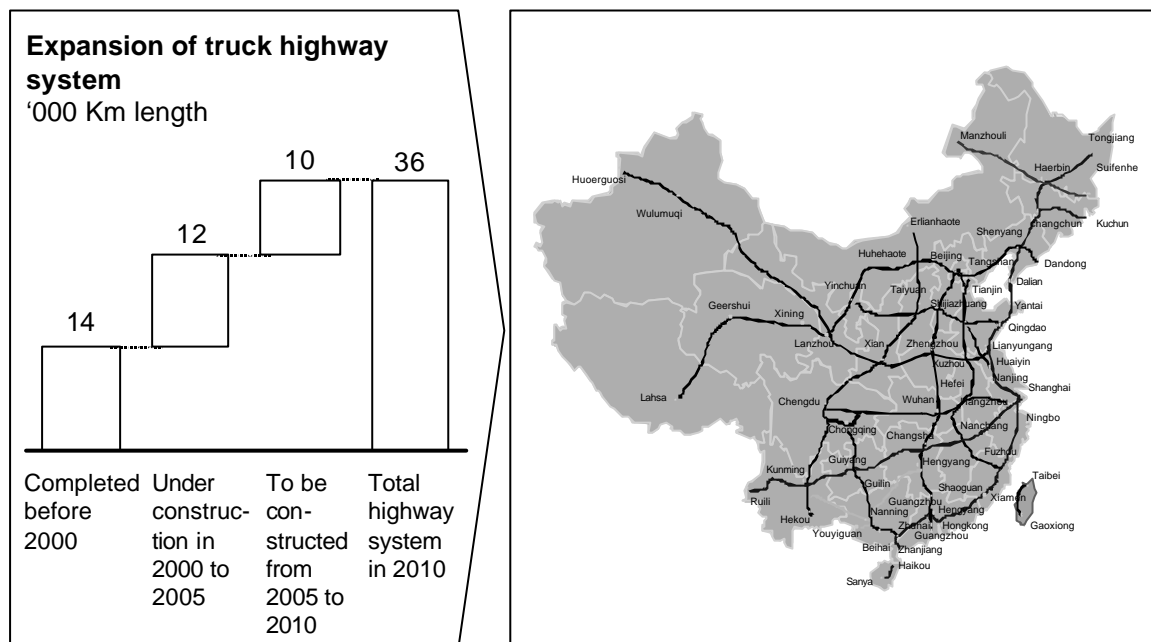 Expansion of truck highway
system
‘000 Km length
14
12
10
36
Completed
before
2000
Under
construc-
tion in
2000 to
2005
To be
con-
structed
from
2005 to
2010
Total
highway
system
in 2010
Manzhouli
Tongjiang
Haerbin
Suifenhe
Huoerguosi
Wulumuqi
Erlianhaote
Shenyang
Changchun
Kuchun
Huhehaote
Beijing
Tangshan
Dandong
Yinchuan
Taiyuan
Tianjin
Dalian
Geershui
Xining
Shijiazhuang
Yantai
Qingdao
Lanzhou
Xian
Zhengzhou
Lianyungang
Xuzhou
Huaiyin
Hefei
Nanjing
Shanghai
Lahsa
Chengdu
Wuhan
Hangzhou
Ningbo
Chongqing
Changsha
Nanchang
Guiyang
Hengyang
Fuzhou
Kunming
Guilin
Shaoguan
Taibei
Ruili
Guangzhou
Xiamen
Hekou
Nanning
Hengyang
Youyiguan
Zhuhai
Hongkong
Gaoxiong
Guangzhou
Beihai
Zhanjiang
Haikou
Sanya